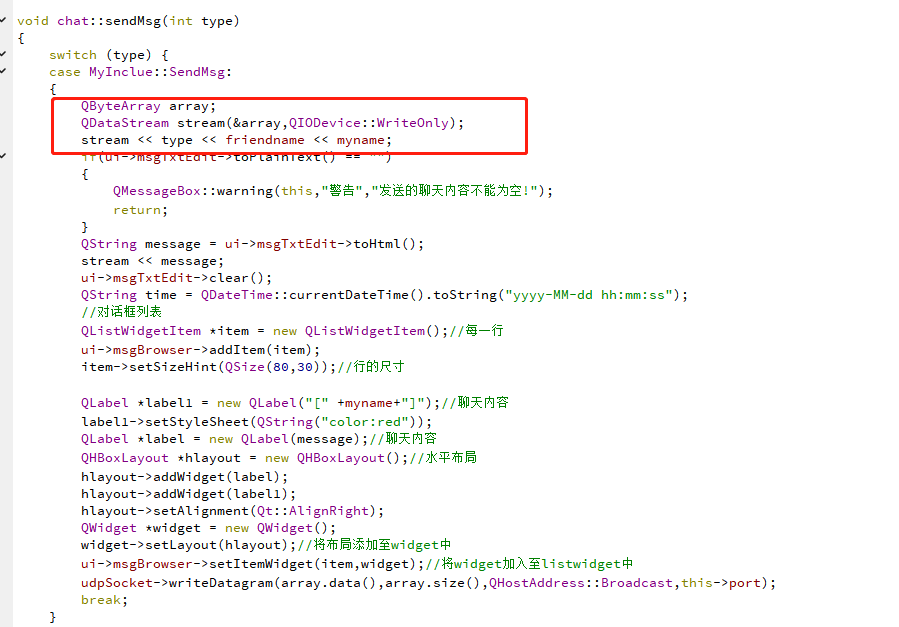 void chat::sendMsg(int type)
{
switch (type) {
case MyInclue::SendMsg:
{
QByteArray array;
QDataStream stream(&array,QIODevice::WriteOnly);
stream << type << friendname << myname;
if(ui->msgTxtEdit->toPlainText() == "")
{
QMessageBox::warning(this,"警告","发送的聊天内容不能为空!");
return;
}
QString message = ui->msgTxtEdit->toHtml();
stream << message;
ui->msgTxtEdit->clear();
QString time = QDateTime::currentDateTime().toString("yyyy-MM-dd hh:mm:ss");
//对话框列表
QListWidgetItem *item = new QListWidgetItem();//每一行
ui->msgBrowser->addItem(item);
item->setSizeHint(QSize(80,30));//行的尺寸
QLabel *label1 = new QLabel("[" +myname+"]");//聊天内容
label1->setStyleSheet(QString("color:red"));
QLabel *label = new QLabel(message);//聊天内容
QHBoxLayout *hlayout = new QHBoxLayout();//水平布局
hlayout->addWidget(label);
hlayout->addWidget(label1);
hlayout->setAlignment(Qt::AlignRight);
QWidget *widget = new QWidget();
widget->setLayout(hlayout);//将布局添加至widget中
ui->msgBrowser->setItemWidget(item,widget);//将widget加入至listwidget中
udpSocket->writeDatagram(array.data(),array.size(),QHostAddress::Broadcast,this->port);
break;
}